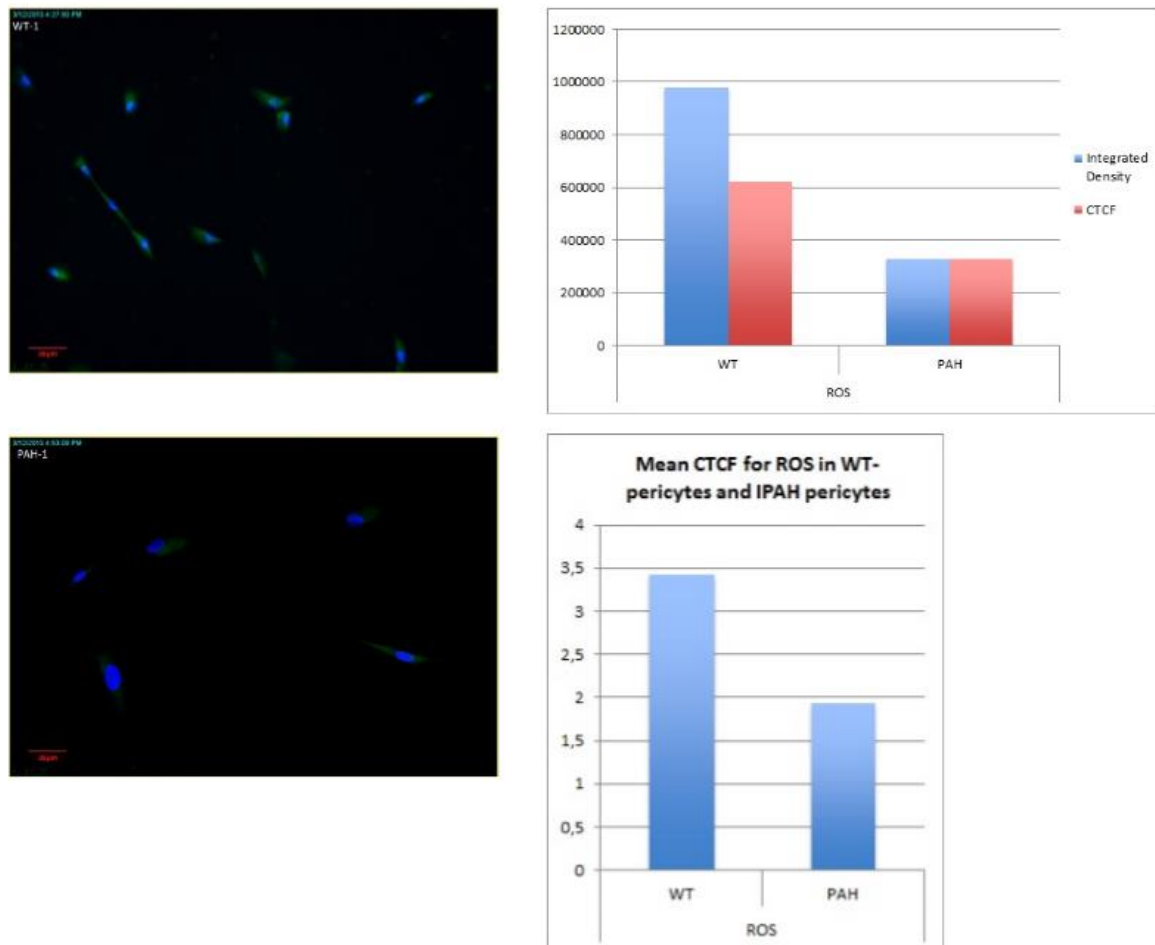 WT-1
1200000
1000000
800000
600000
400000
200000
0
WT
PAH
ROS
Integrated
Density
CTCF
PAH-1
Mean CTCF for ROS in WT-
pericytes and IPAH pericytes
4
3,5
3
2,5
2
1,5
1
0,5
0
WT
PAH
ROS